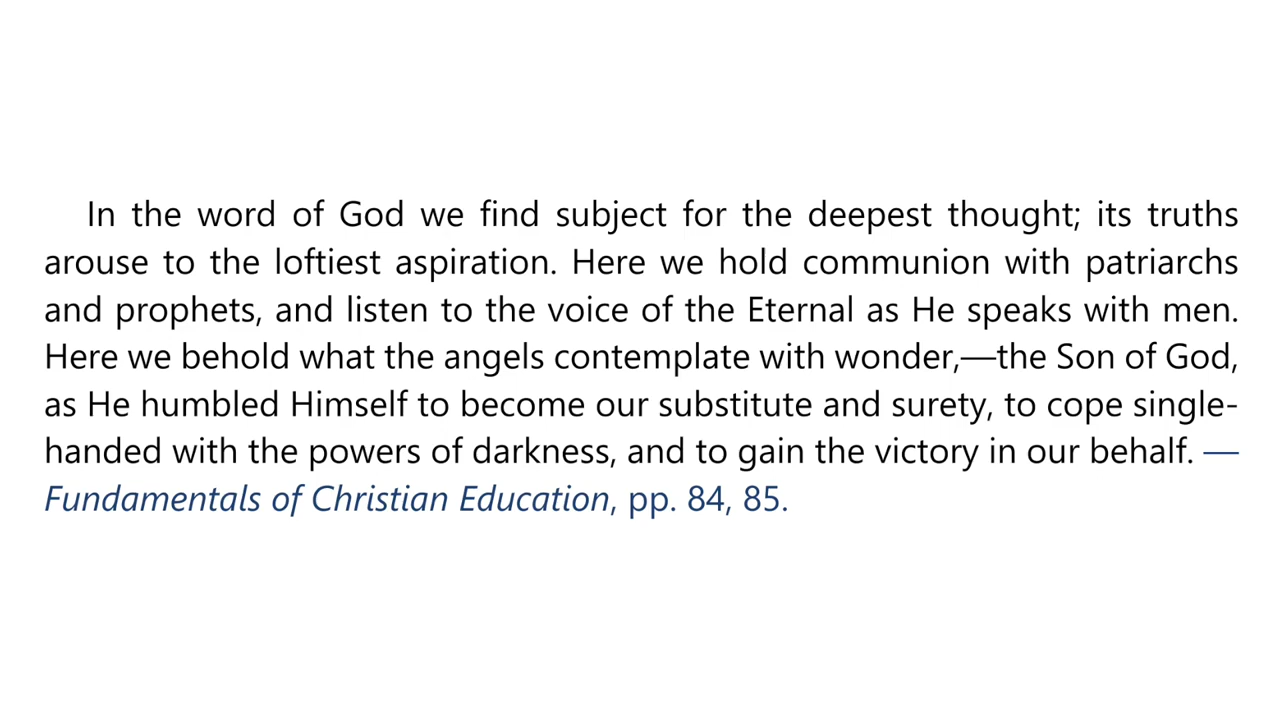 In the word of God we find subject for the deepest thought; its truths
arouse to the loftiest aspiration. Here we hold communion with patriarchs
and prophets, and listen to the voice of the Eternal as He speaks with men.
Here we behold what the angels contemplate with wonder,—the Son of God,
as He humbled Himself to become our substitute and surety, to cope single-
handed with the powers of darkness, and to gain the victory in our behalf. —
Fundamentals of Christian Education, pp. 84, 85.